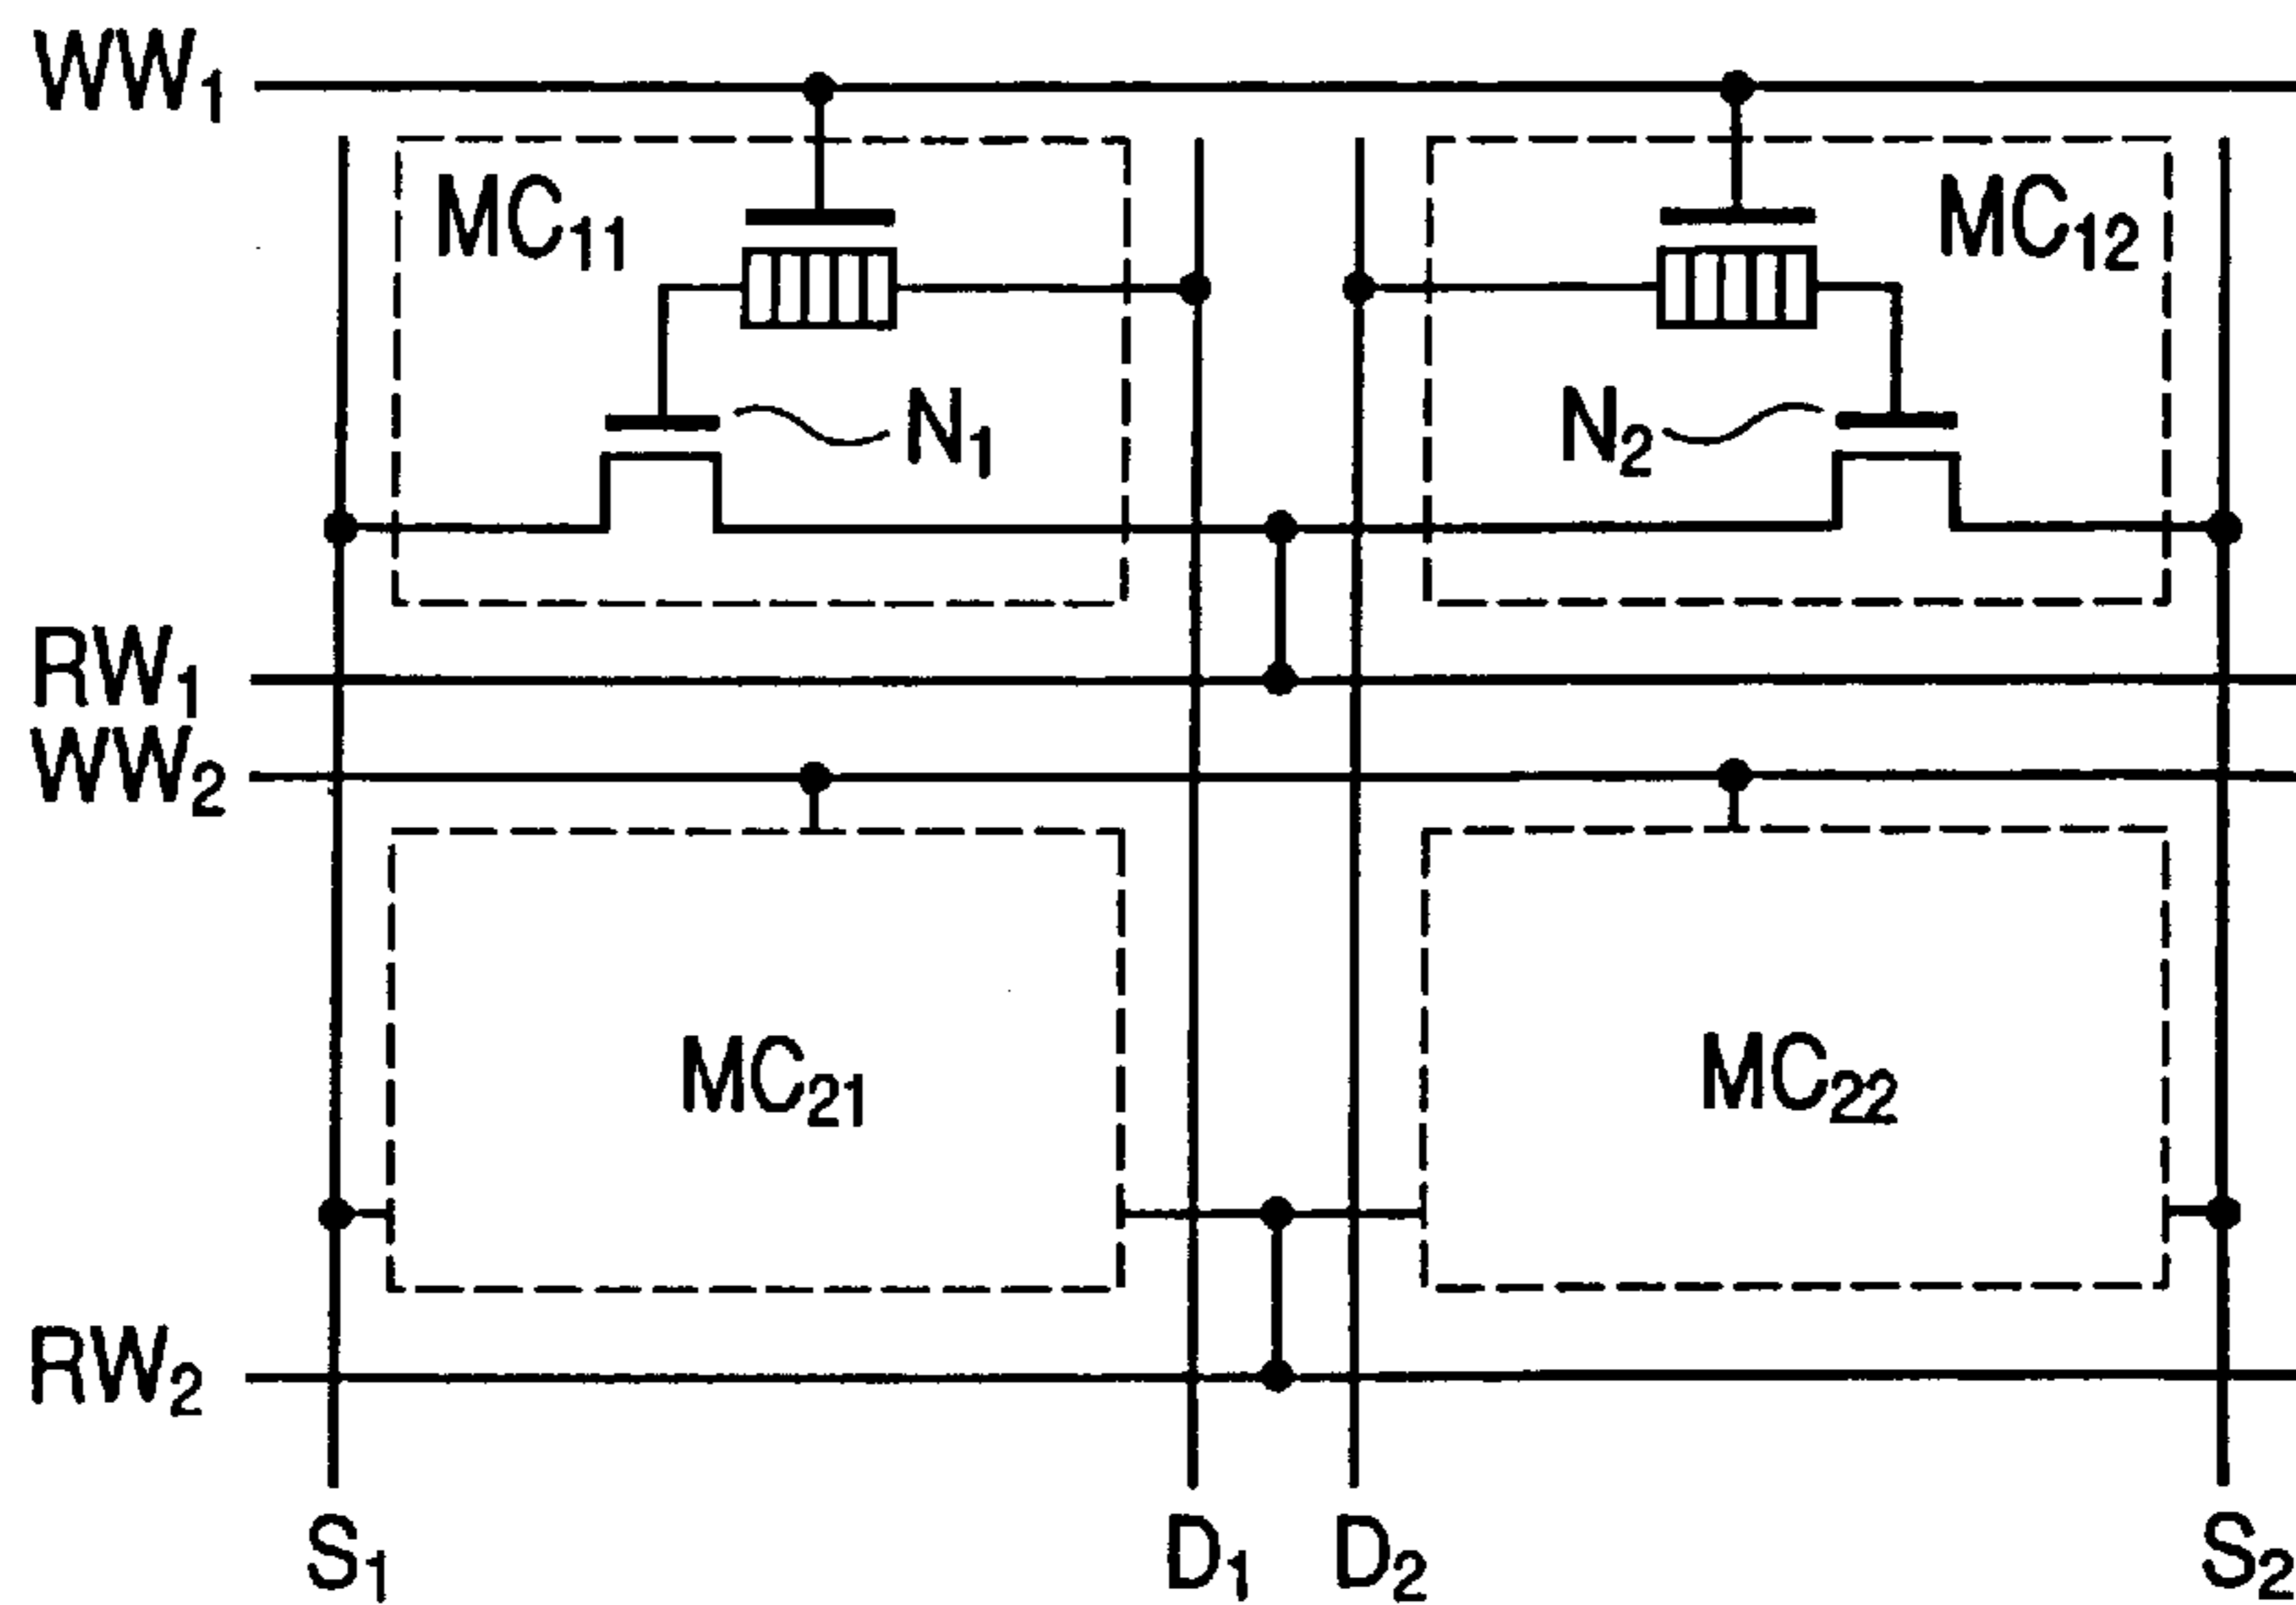 WW₁
MC₁₁
MC₁₂
N₁
N₂
RW₁
WW₂
MC₂₁
MC₂₂
RW₂
S₁
D₁
D₂
S₂